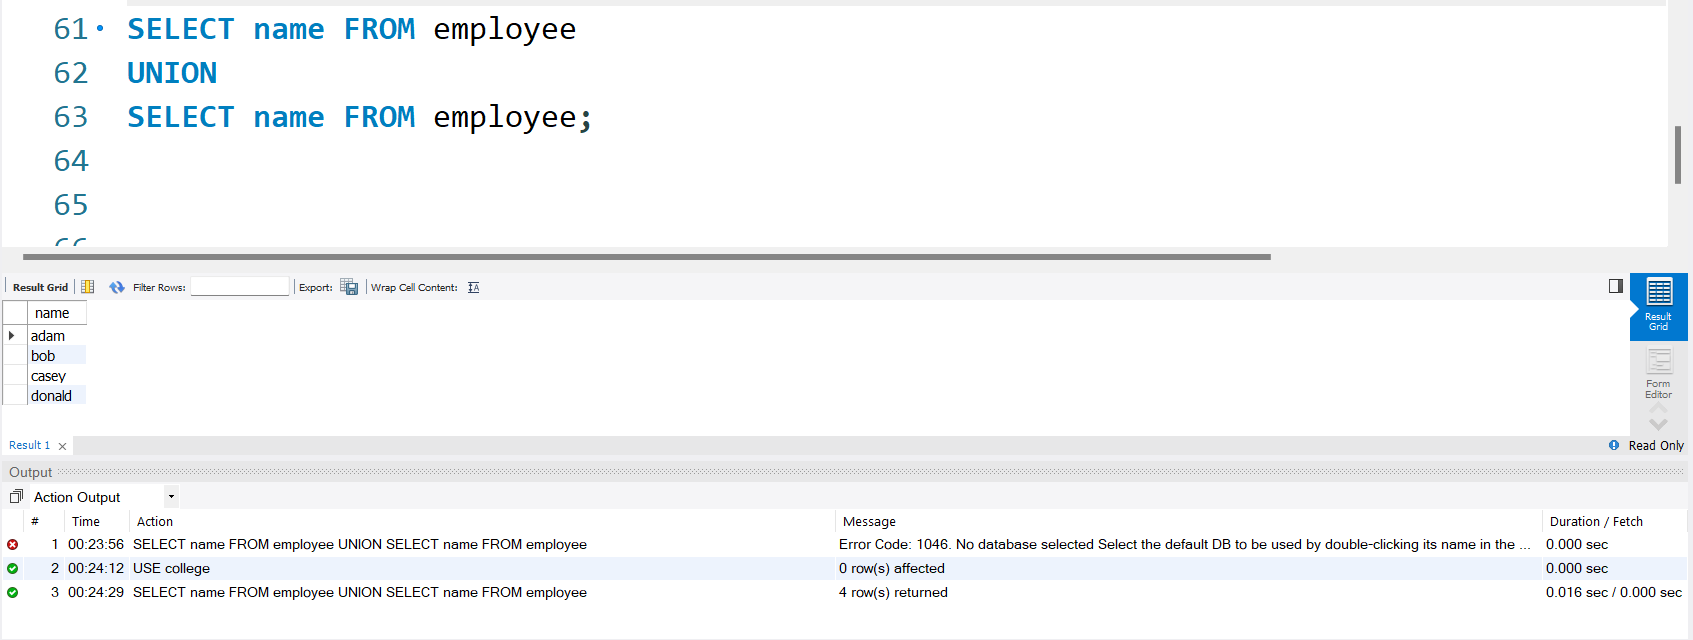 61 SELECT name FROM employee
62 UNION
63 SELECT name FROM employee;
64
65
Result Grid Filter Rows: Export: Wrap Cell Content:
name
adam
bob
casey
donald
Result
Grid
Form
Editor
Result 1 Read Only
Output
Action Output
# Time Action Message Duration / Fetch
1 00:23:56 SELECT name FROM employee UNION SELECT name FROM employee Error Code: 1046. No database selected Select the default DB to be used by double-clicking its name in the ... 0.000 sec
2 00:24:12 USE college 0 row(s) affected 0.000 sec
3 00:24:29 SELECT name FROM employee UNION SELECT name FROM employee 4 row(s) returned 0.016 sec / 0.000 sec